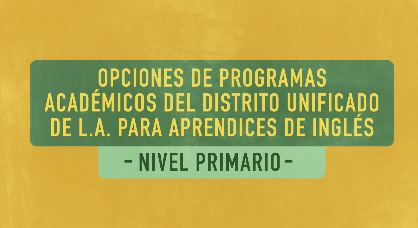 OPCIONES DE PROGRAMAS
ACADÉMICOS DEL DISTRITO UNIFICADO
DE L.A. PARA APRENDICES DE INGLÉS
- NIVEL PRIMARIO -